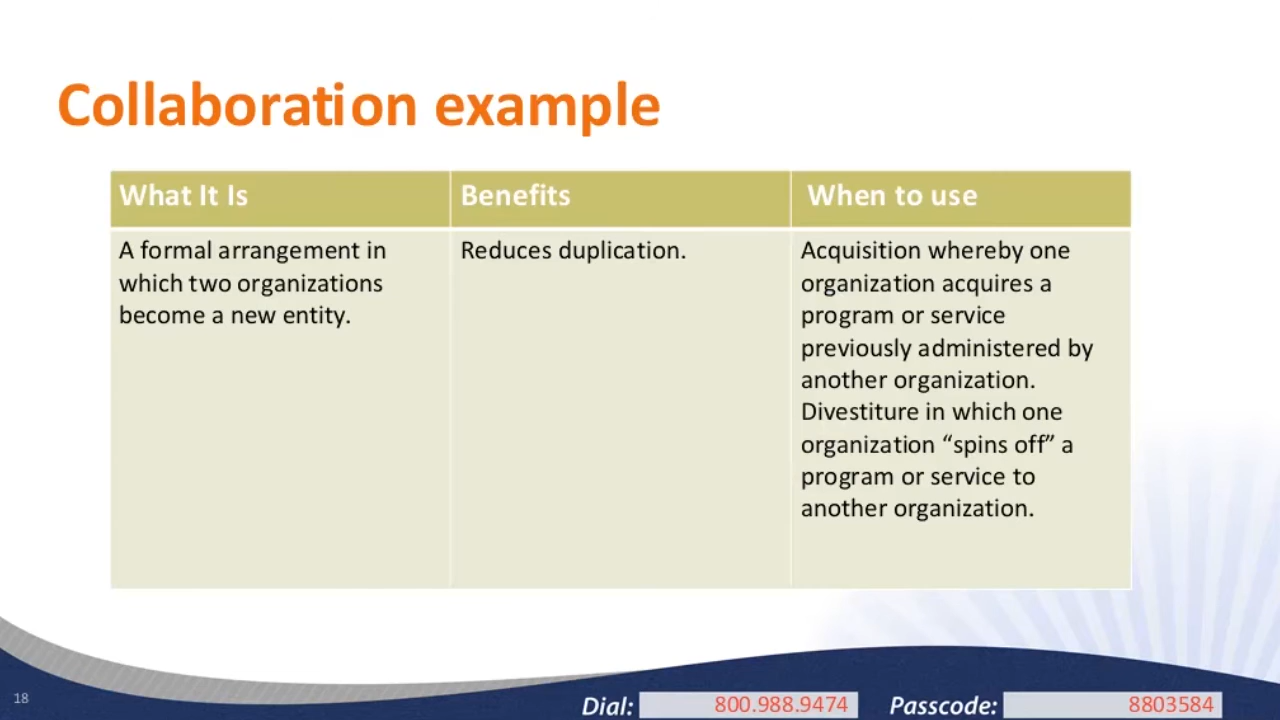 Collaboration example
What It Is
Benefits
When to use
A formal arrangement in
which two organizations
become a new entity.
Reduces duplication.
Acquisition whereby one
organization acquires a
program or service
previously administered by
another organization.
Divestiture in which one
organization “spins off” a
program or service to
another organization.
18
Dial: 800.988.9474 Passcode: 8803584